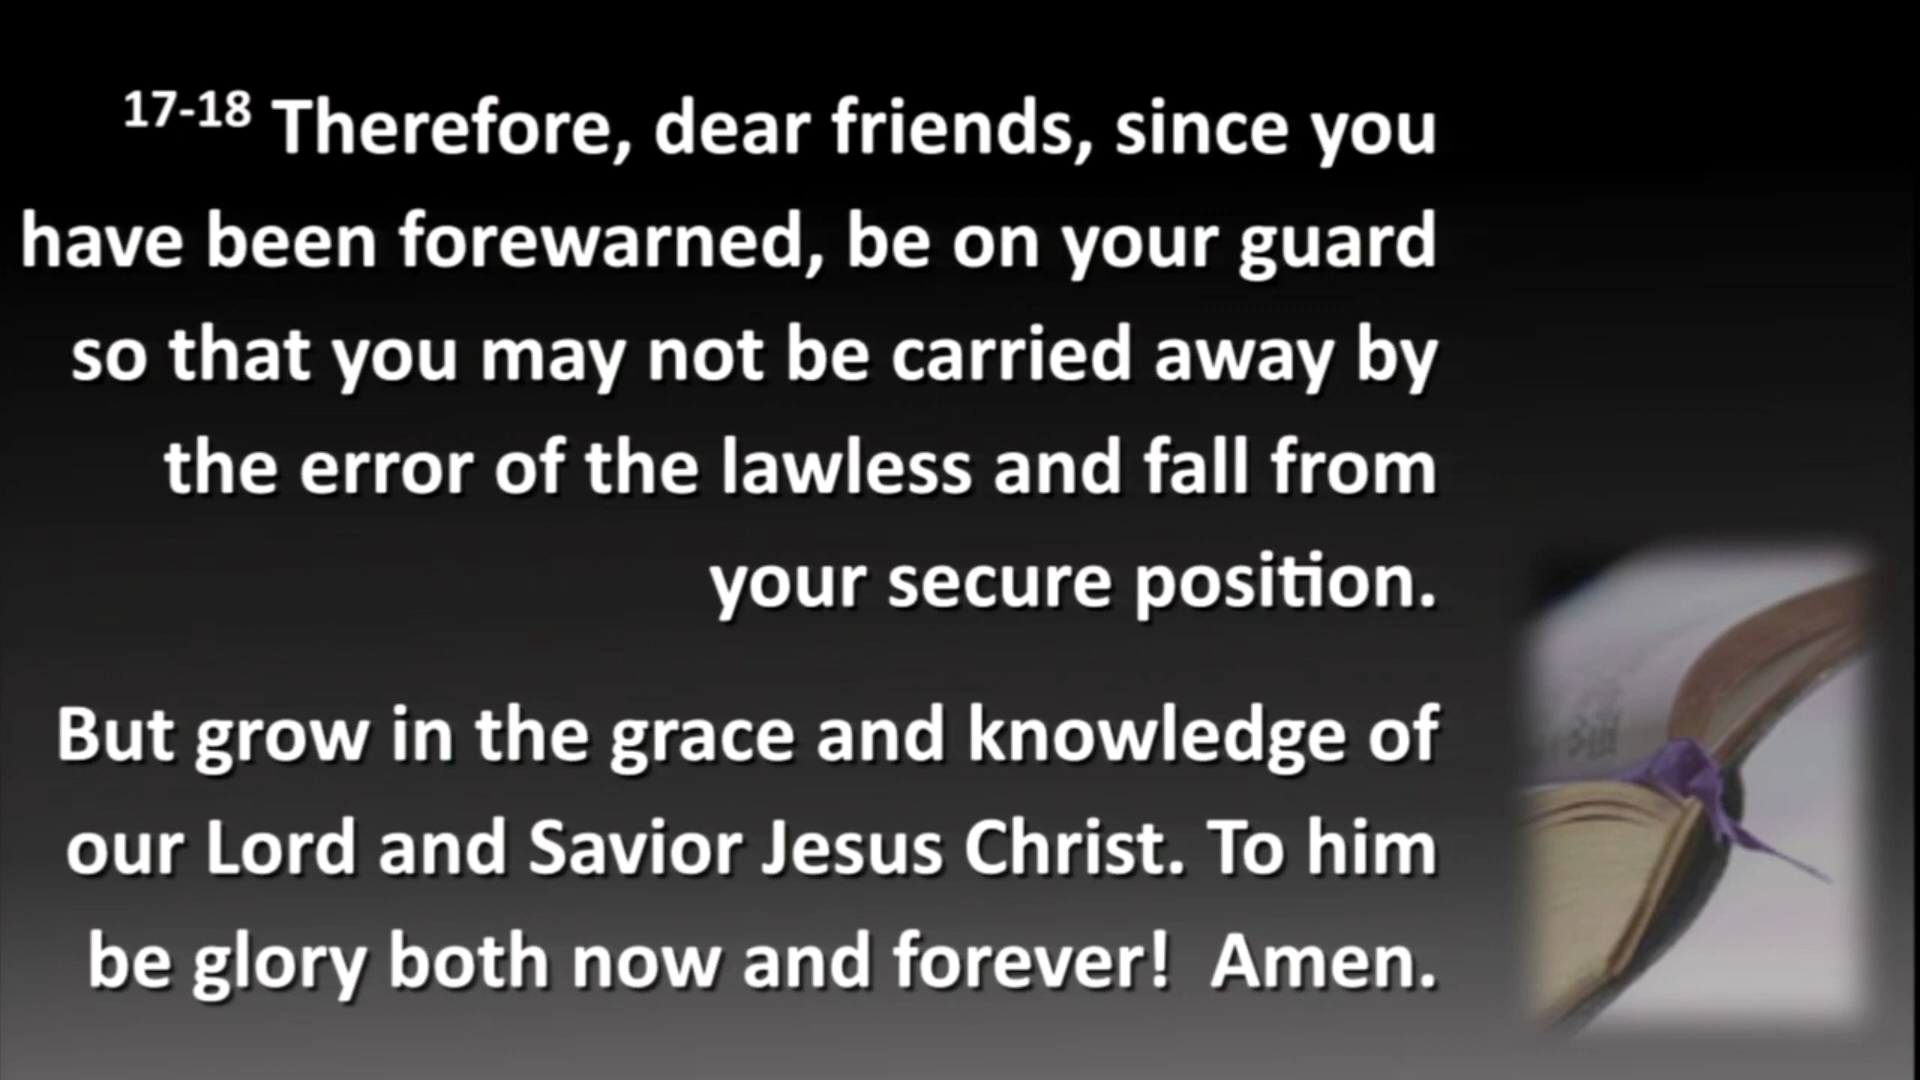 17-18 Therefore, dear friends, since you
have been forewarned, be on your guard
so that you may not be carried away by
the error of the lawless and fall from
your secure position.
But grow in the grace and knowledge of
our Lord and Savior Jesus Christ. To him
be glory both now and forever!  Amen.